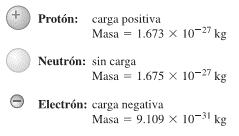 +
Protón: carga positiva
Masa = 1.673 × 10⁻²⁷ kg
Neutrón: sin carga
Masa = 1.675 × 10⁻²⁷ kg
−
Electrón: carga negativa
Masa = 9.109 × 10⁻³¹ kg